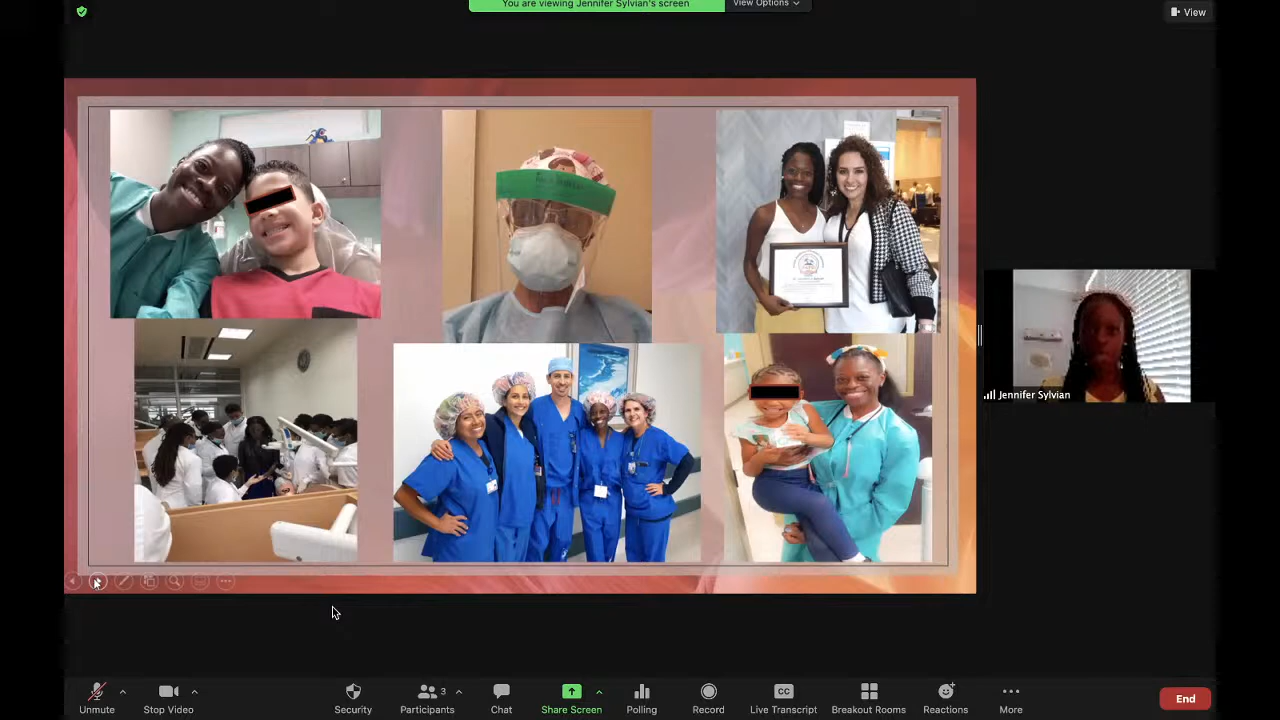 You are viewing Jennifer Sylvian's screen
View Options
View
Jennifer Sylvian
Unmute
Stop Video
Security
3
Participants
Chat
Share Screen
Polling
Record
CC
Live Transcript
Breakout Rooms
Reactions
More
End